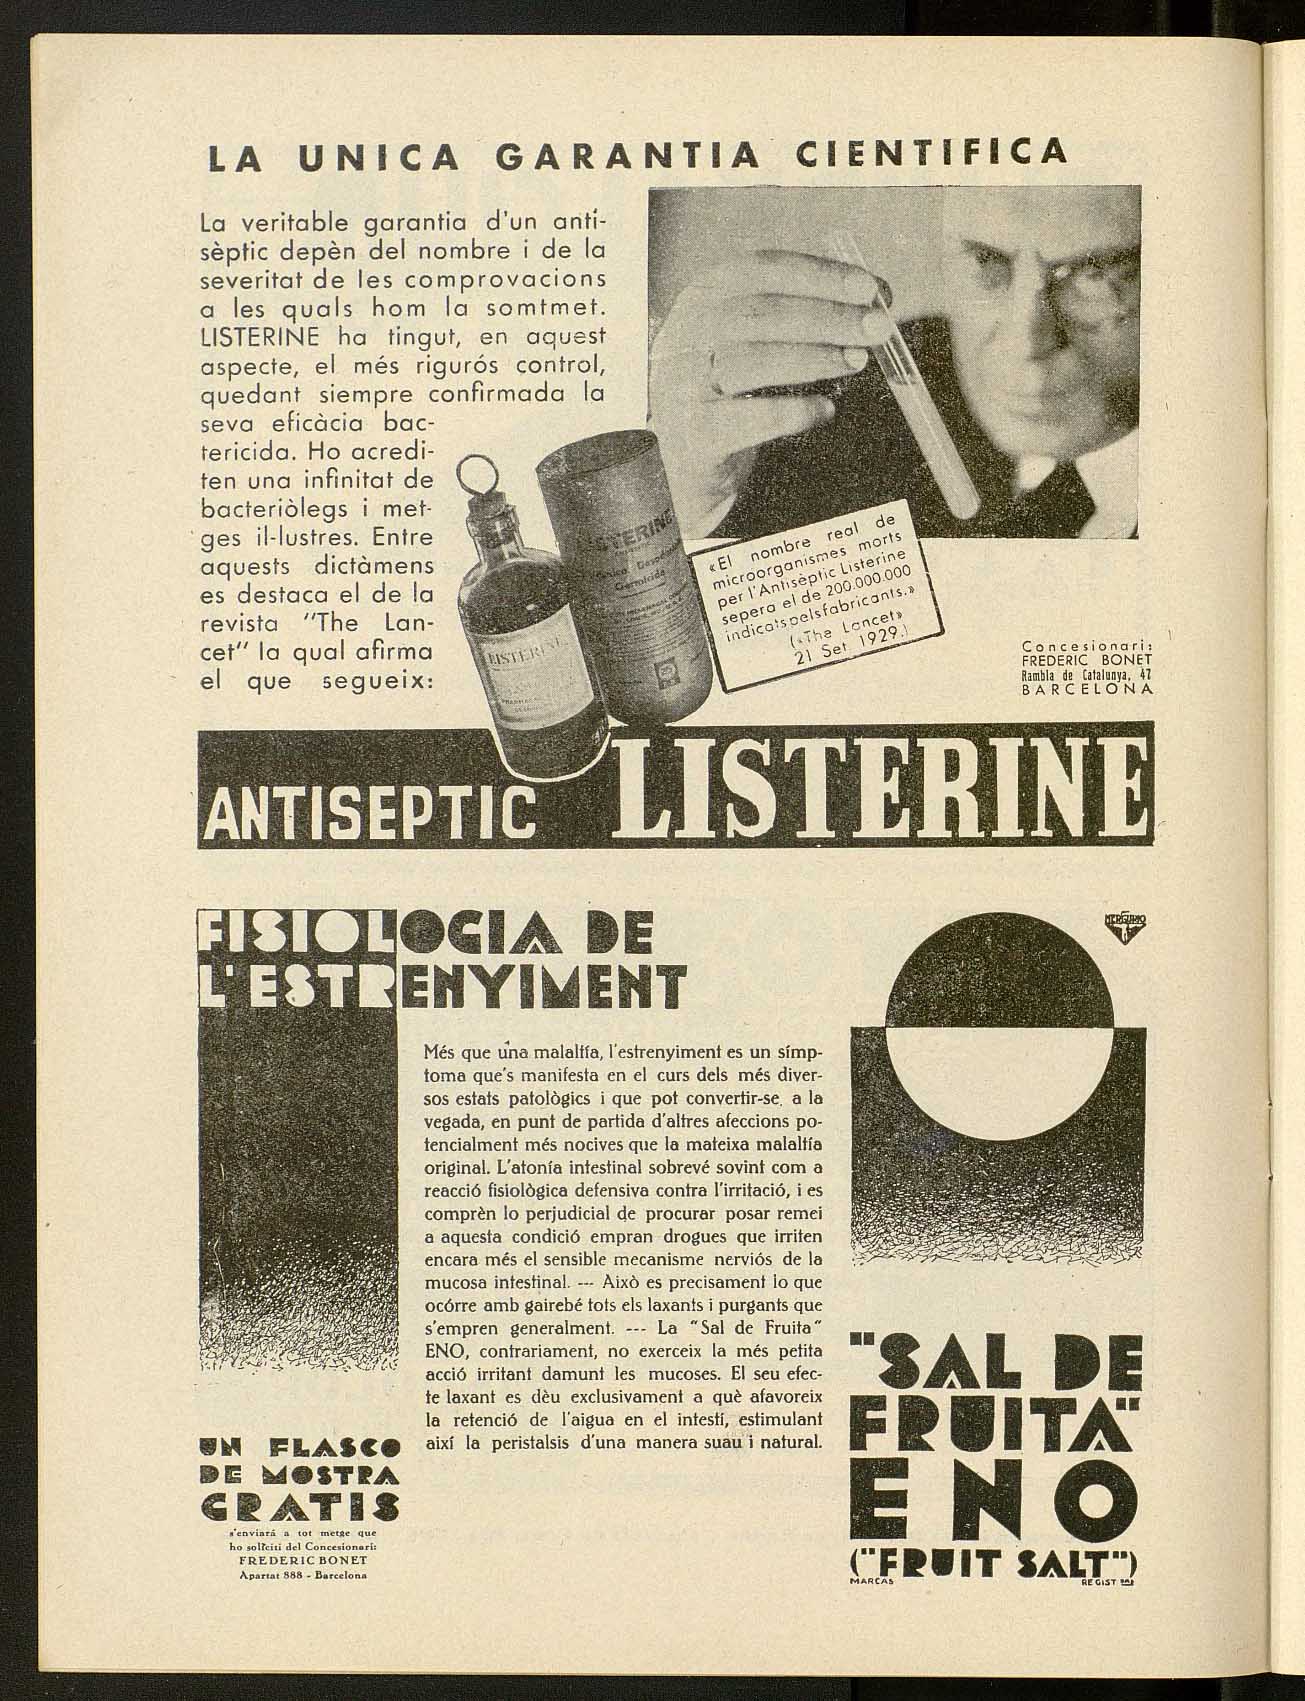 LA UNICA GARANTIA CIENTIFICA
La veritable garantia d'un anti-
sèptic depèn del nombre i de la
severitat de les comprovacions
a les quals hom la somtmet.
LISTERINE ha tingut, en aquest
aspecte, el més rigurós control,
quedant siempre confirmada la
seva eficàcia bac-
tericida. Ho acredi-
ten una infinitat de
bacteriòlegs i met-
ges il-lustres. Entre
aquests dictàmens
es destaca el de la
revista "The Lan-
cet" la qual afirma
el que segueix:
LISTERINE
Germicida
LISTERINE
«El nombre real de
microorganismes morts
per l'Antisèptic Listerine
sepera el de 200.000.000
indicats pels fabricants.»
(«The Lancet»
21 Set. 1929.)
Concesionari:
FREDERIC BONET
Rambla de Catalunya, 47
BARCELONA
ANTISEPTIC LISTERINE
FISIOLOGIA DE
L'ESTRENYIMENT
MERCURIO
Més que una malaltía, l'estrenyiment es un símp-
toma que's manifesta en el curs dels més diver-
sos estats patològics i que pot convertir-se, a la
vegada, en punt de partida d'altres afeccions po-
tencialment més nocives que la mateixa malaltía
original. L'atonía intestinal sobrevé sovint com a
reacció fisiològica defensiva contra l'irritació, i es
comprèn lo perjudicial de procurar posar remei
a aquesta condició empran drogues que irriten
encara més el sensible mecanisme nerviós de la
mucosa intestinal. --- Això es precisament lo que
ocórre amb gairebé tots els laxants i purgants que
s'empren generalment. --- La "Sal de Fruita"
ENO, contrariament, no exerceix la més petita
acció irritant damunt les mucoses. El seu efec-
te laxant es dèu exclusivament a què afavoreix
la retenció de l'aigua en el intestí, estimulant
així la peristalsis d'una manera suau i natural.
UN FLASCO
DE MOSTRA
GRATIS
s'enviará a tot metge que
ho sol·liciti del Concesionari:
FREDERIC BONET
Apartat 888 - Barcelona
"SAL DE
FRUITA"
ENO
("FRUIT SALT")
MARCAS REGIST DAS